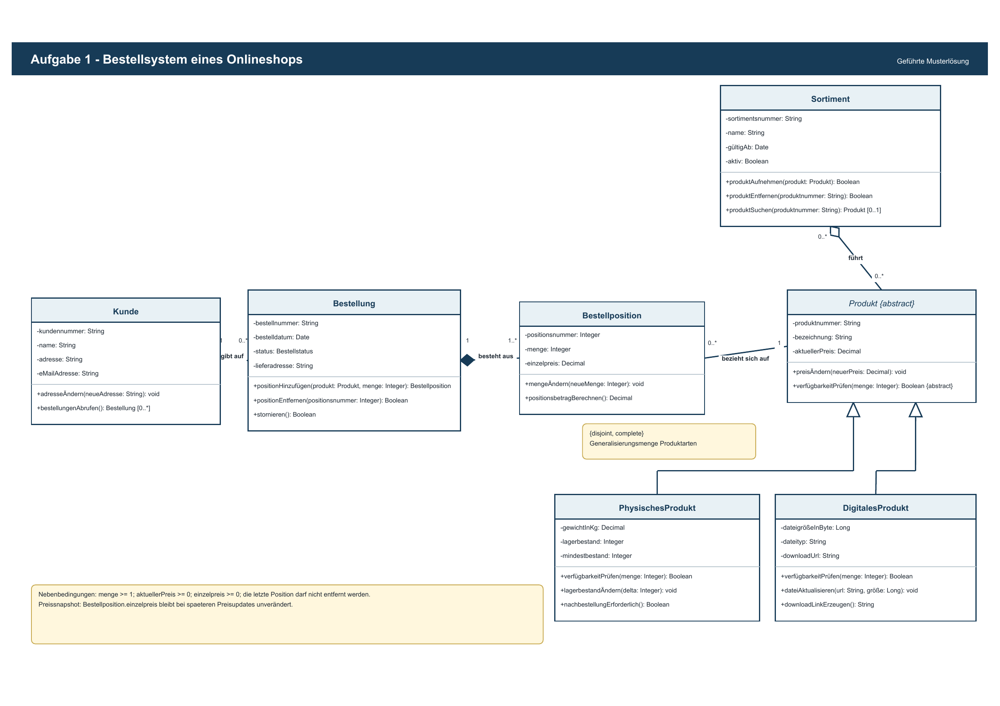 Aufgabe 1 - Bestellsystem eines Onlineshops
Geführte Musterlösung
Sortiment
-sortimentsnummer: String
-name: String
-gültigAb: Date
-aktiv: Boolean
+produktAufnehmen(produkt: Produkt): Boolean
+produktEntfernen(produktnummer: String): Boolean
+produktSuchen(produktnummer: String): Produkt [0..1]
0..*
führt
0..*
Kunde
-kundennummer: String
-name: String
-adresse: String
-eMailAdresse: String
+adresseÄndern(neueAdresse: String): void
+bestellungenAbrufen(): Bestellung [0..*]
1
0..*
gibt auf
Bestellung
-bestellnummer: String
-bestelldatum: Date
-status: Bestellstatus
-lieferadresse: String
+positionHinzufügen(produkt: Produkt, menge: Integer): Bestellposition
+positionEntfernen(positionsnummer: Integer): Boolean
+stornieren(): Boolean
1
1..*
besteht aus
Bestellposition
-positionsnummer: Integer
-menge: Integer
-einzelpreis: Decimal
+mengeÄndern(neueMenge: Integer): void
+positionsbetragBerechnen(): Decimal
0..*
1
bezieht sich auf
Produkt {abstract}
-produktnummer: String
-bezeichnung: String
-aktuellerPreis: Decimal
+preisÄndern(neuerPreis: Decimal): void
+verfügbarkeitPrüfen(menge: Integer): Boolean {abstract}
{disjoint, complete}
Generalisierungsmenge Produktarten
PhysischesProdukt
-gewichtInKg: Decimal
-lagerbestand: Integer
-mindestbestand: Integer
+verfügbarkeitPrüfen(menge: Integer): Boolean
+lagerbestandÄndern(delta: Integer): void
+nachbestellungErforderlich(): Boolean
DigitalesProdukt
-dateigrößeInByte: Long
-dateityp: String
-downloadUrl: String
+verfügbarkeitPrüfen(menge: Integer): Boolean
+dateiAktualisieren(url: String, größe: Long): void
+downloadLinkErzeugen(): String
Nebenbedingungen: menge >= 1; aktuellerPreis >= 0; einzelpreis >= 0; die letzte Position darf nicht entfernt werden.
Preissnapshot: Bestellposition.einzelpreis bleibt bei spaeteren Preisupdates unverändert.